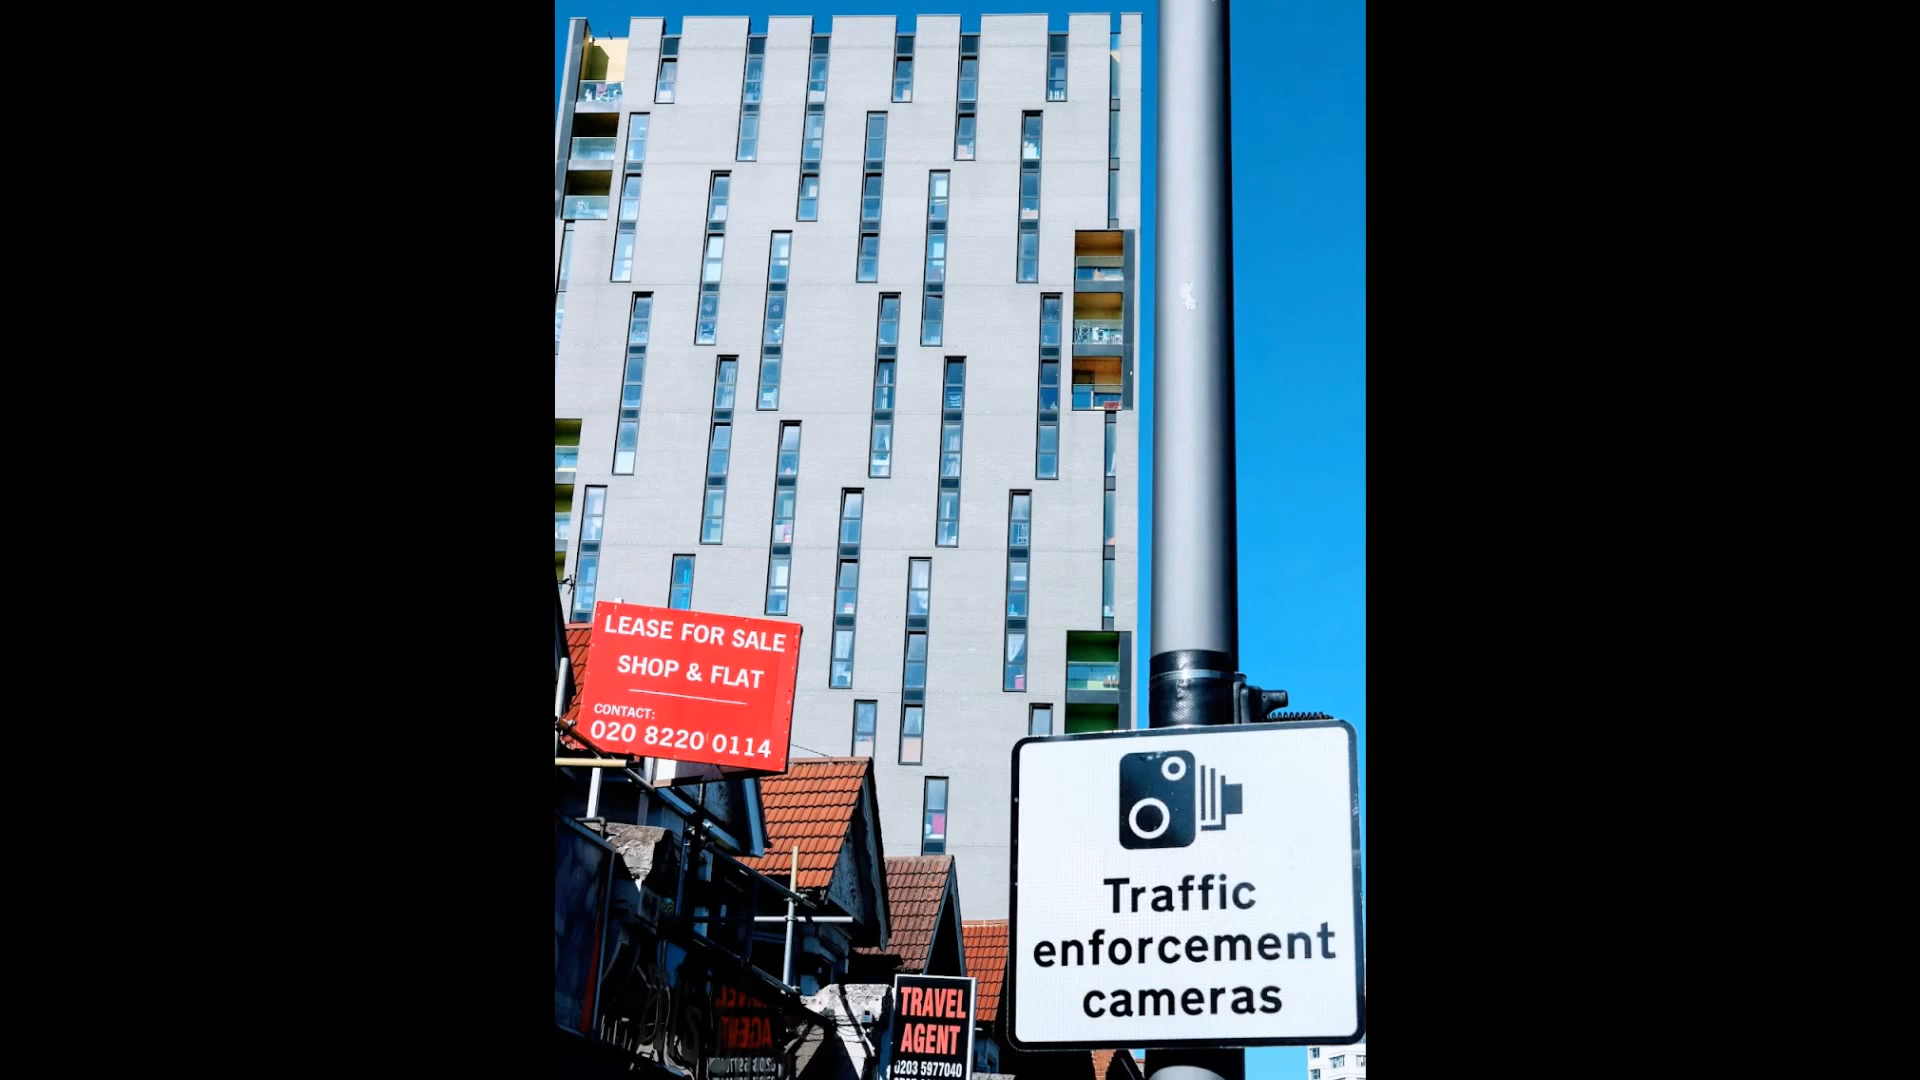 LEASE FOR SALE
SHOP & FLAT
CONTACT:
020 8220 0114
Traffic
enforcement
cameras
TRAVEL
AGENT
0203 5977040